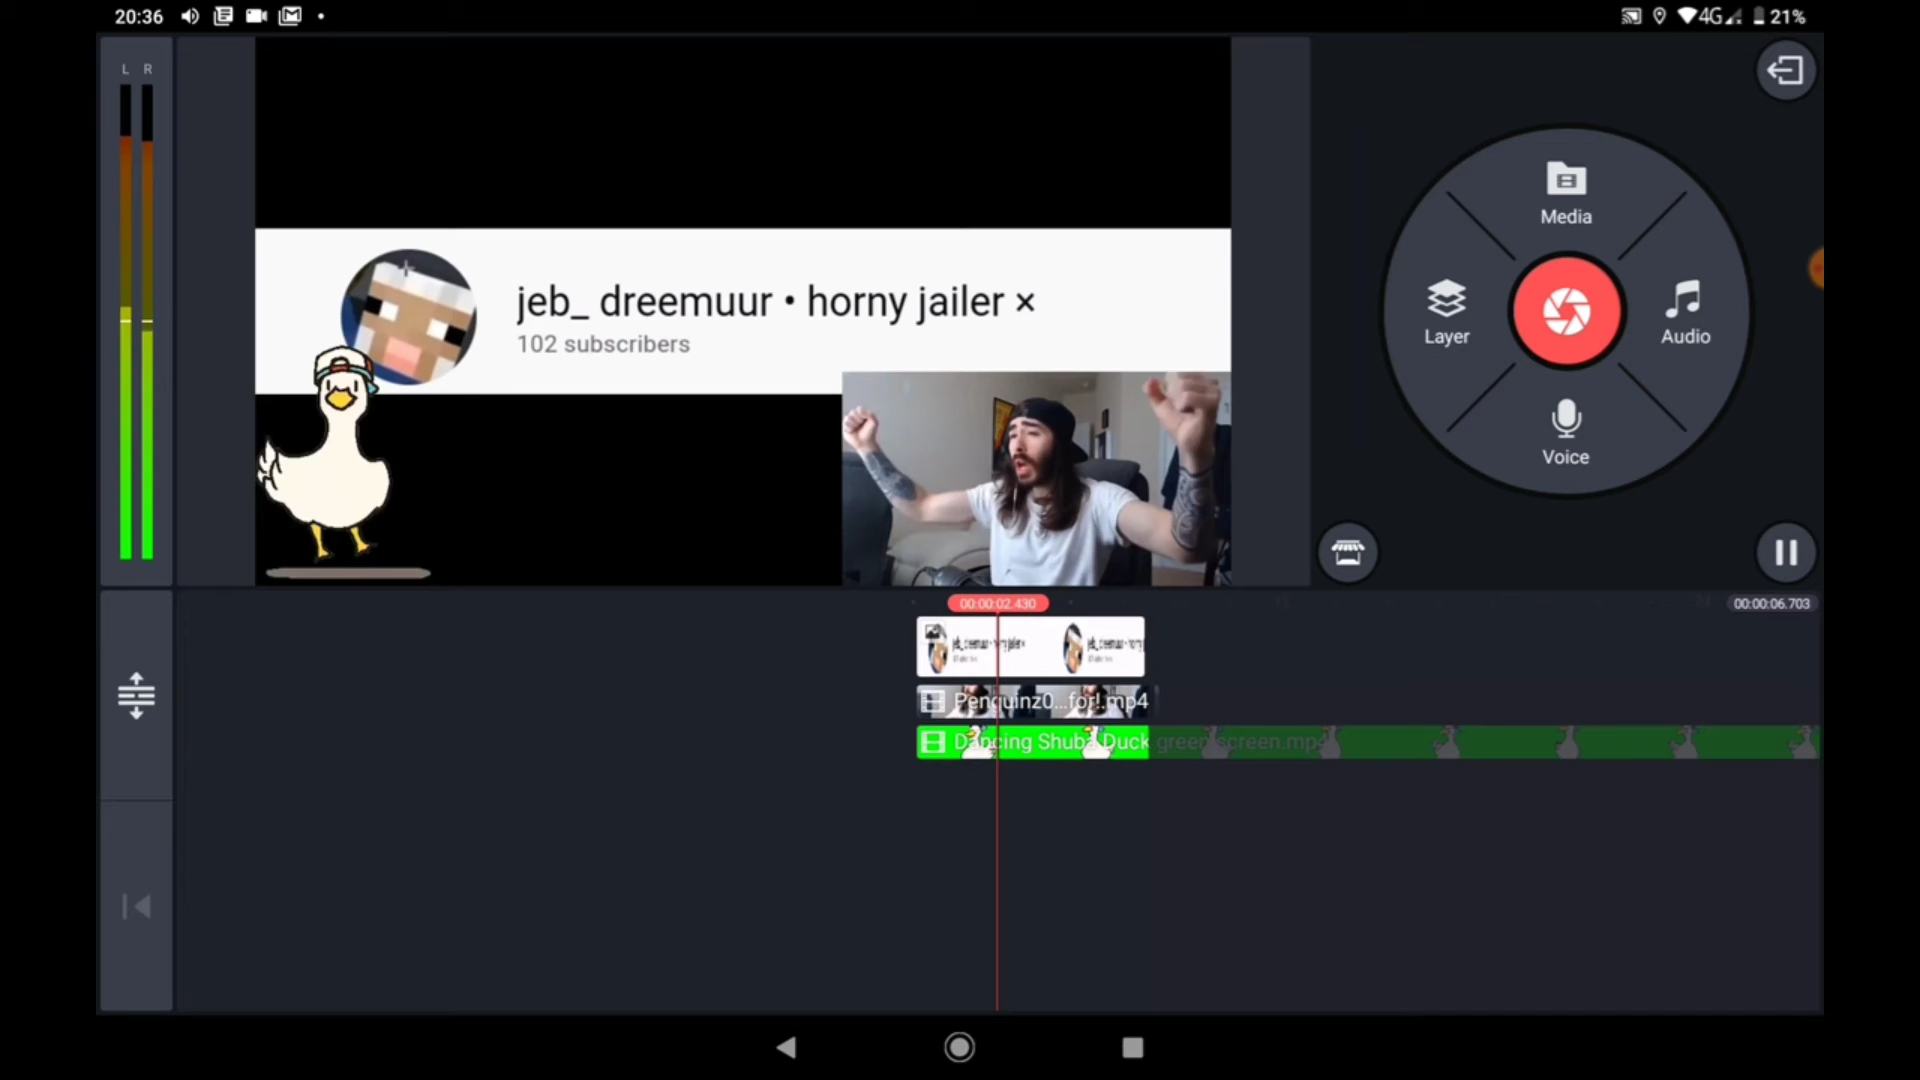 20:36
4G
21%
L R
jeb_ dreemuur • horny jailer ×
102 subscribers
Media
Layer
Audio
Voice
00:00:02.430
00:00:06.703
Penguinz0...for!.mp4
Dancing Shuba Duck green screen.mp4